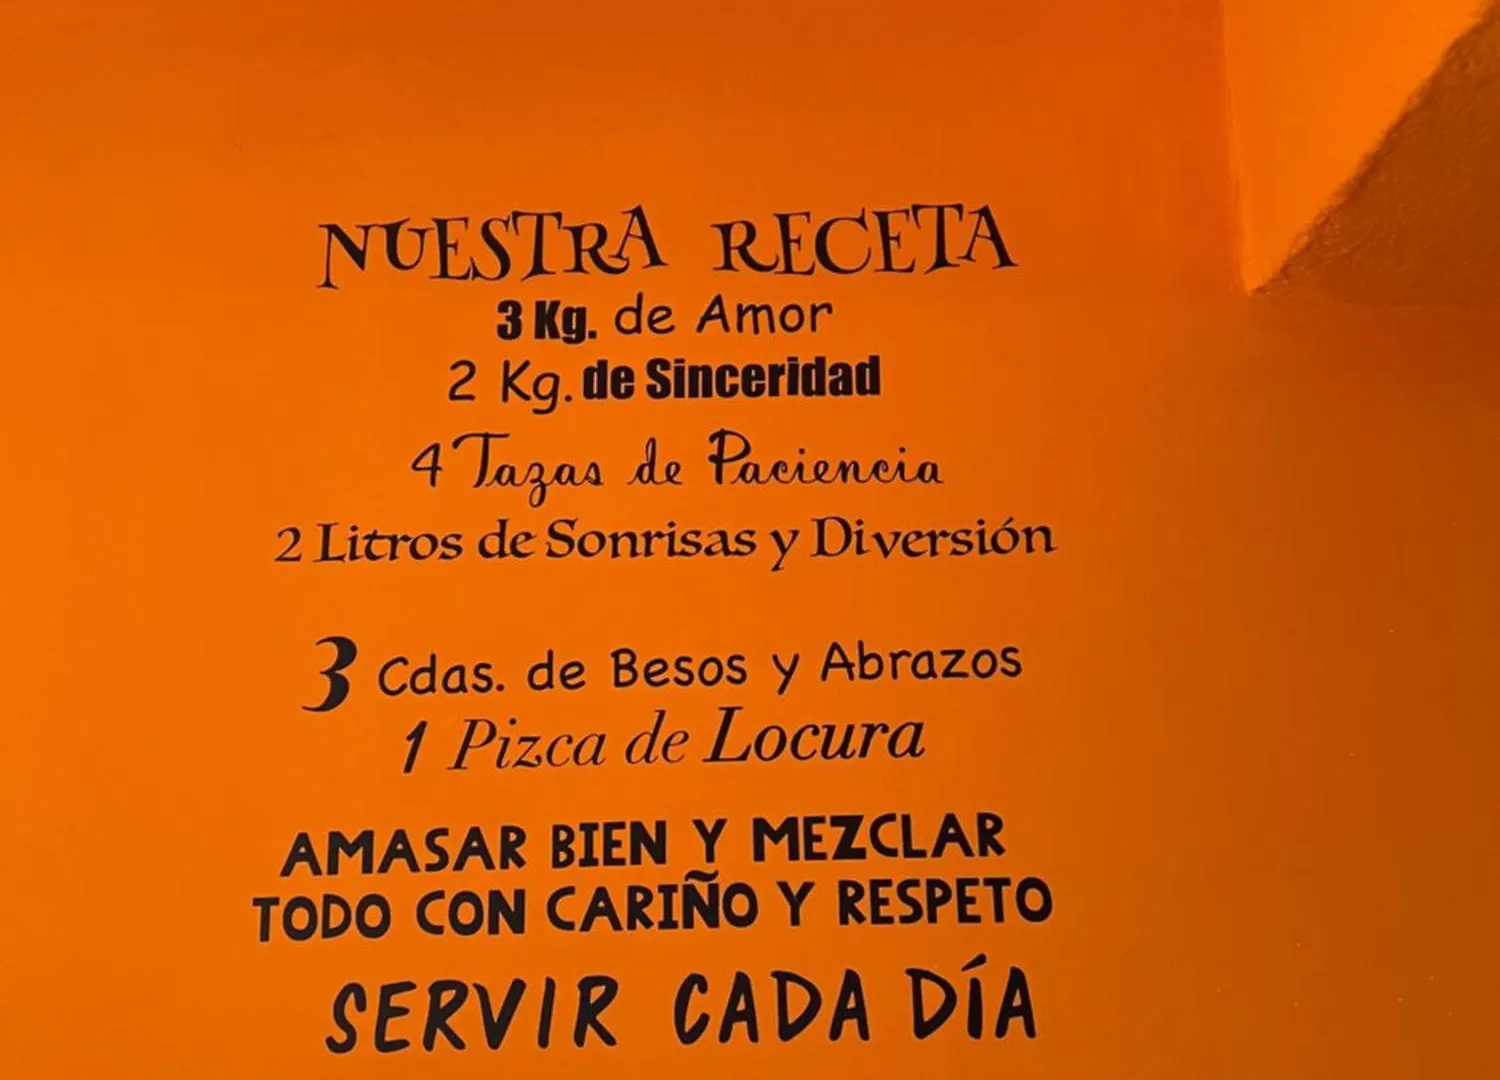 NUESTRA RECETA
3 Kg. de Amor
2 Kg. de Sinceridad
4 Tazas de Paciencia
2 Litros de Sonrisas y Diversión
3 Cdas. de Besos y Abrazos
1 Pizca de Locura
AMASAR BIEN Y MEZCLAR
TODO CON CARIÑO Y RESPETO
SERVIR CADA DÍA